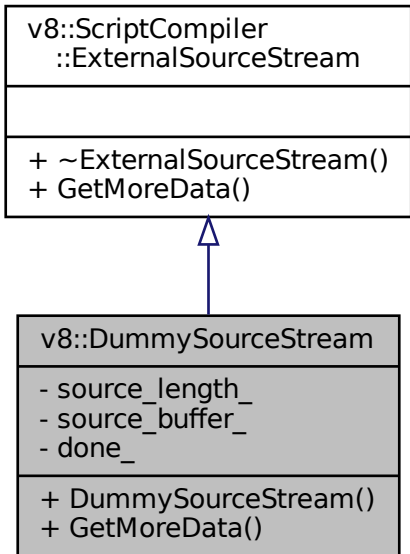 v8::ScriptCompiler
::ExternalSourceStream
+ ~ExternalSourceStream()
+ GetMoreData()
v8::DummySourceStream
- source_length_
- source_buffer_
- done_
+ DummySourceStream()
+ GetMoreData()